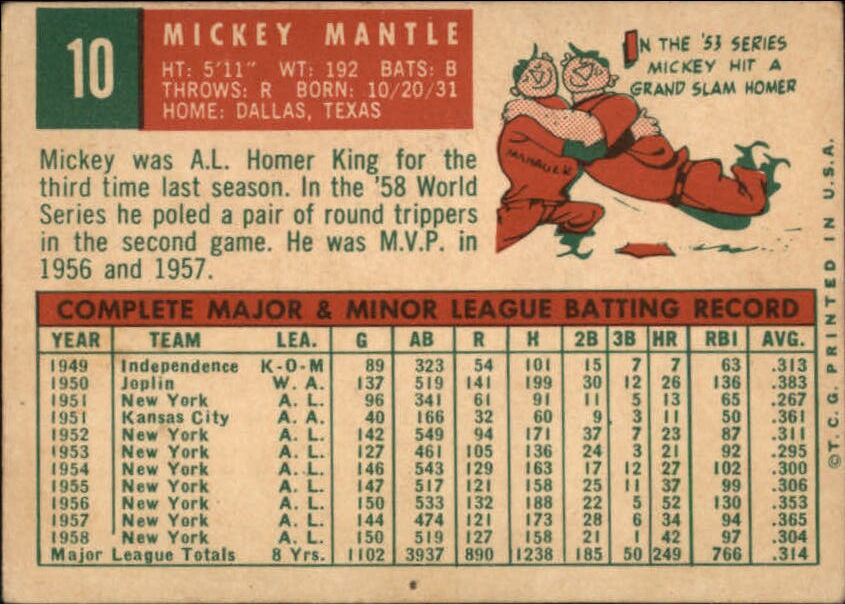 10
MICKEY MANTLE
HT: 5'11" WT: 192 BATS: B
THROWS: R BORN: 10/20/31
HOME: DALLAS, TEXAS
IN THE '53 SERIES
MICKEY HIT A
GRAND SLAM HOMER
MANAGER
Mickey was A.L. Homer King for the
third time last season. In the '58 World
Series he poled a pair of round trippers
in the second game. He was M.V.P. in
1956 and 1957.
COMPLETE MAJOR & MINOR LEAGUE BATTING RECORD
YEAR TEAM LEA. G AB R H 2B 3B HR RBI AVG.
1949 Independence K-O-M 89 323 54 101 15 7 7 63 .313
1950 Joplin W. A. 137 519 141 199 30 12 26 136 .383
1951 New York A. L. 96 341 61 91 11 5 13 65 .267
1951 Kansas City A. A. 40 166 32 60 9 3 11 50 .361
1952 New York A. L. 142 549 94 171 37 7 23 87 .311
1953 New York A. L. 127 461 105 136 24 3 21 92 .295
1954 New York A. L. 146 543 129 163 17 12 27 102 .300
1955 New York A. L. 147 517 121 158 25 11 37 99 .306
1956 New York A. L. 150 533 132 188 22 5 52 130 .353
1957 New York A. L. 144 474 121 173 28 6 34 94 .365
1958 New York A. L. 150 519 127 158 21 1 42 97 .304
Major League Totals 8 Yrs. 1102 3937 890 1238 185 50 249 766 .314
©T. C. G. PRINTED IN U.S.A.